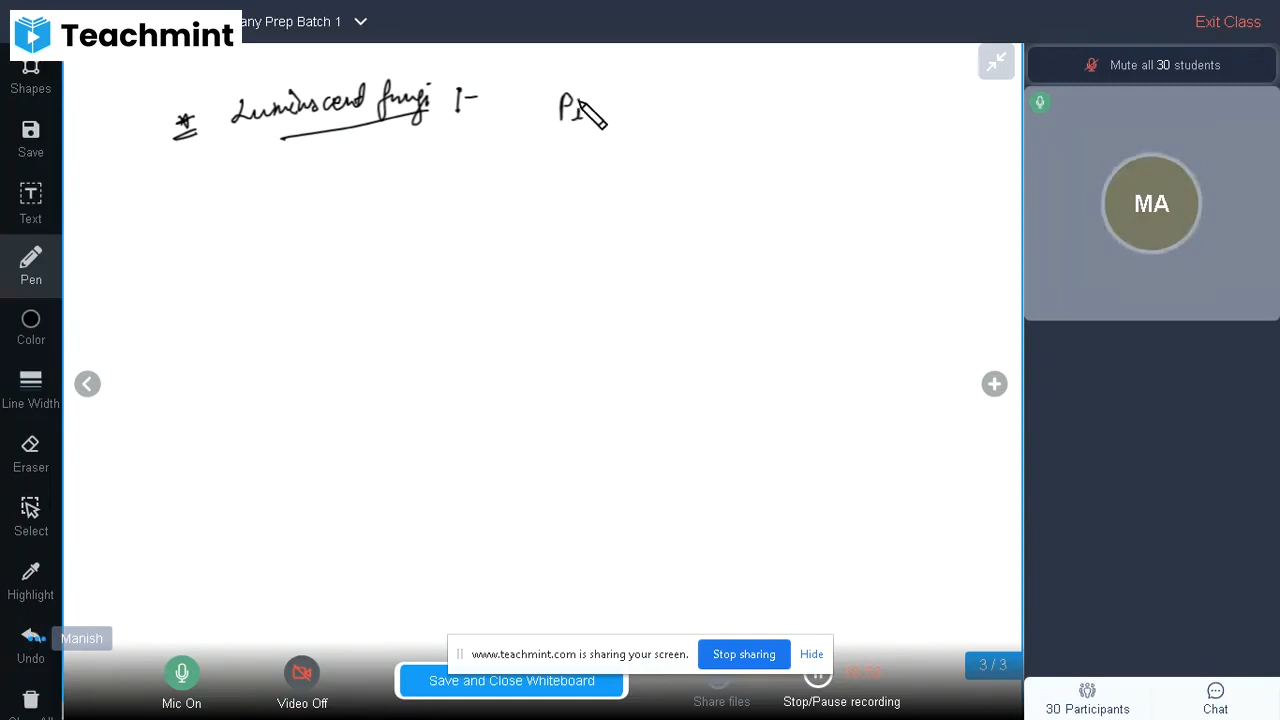 Teachmint
any Prep Batch 1
Exit Class
Mute all 30 students
Shapes
Save
Text
Pen
Color
Line Width
Eraser
Select
Highlight
Undo
* Luminscent fungi :-
MA
Manish
www.teachmint.com is sharing your screen. Stop sharing Hide
3 / 3
Save and Close Whiteboard
Mic On
Video Off
Share files
Stop/Pause recording
30 Participants
Chat